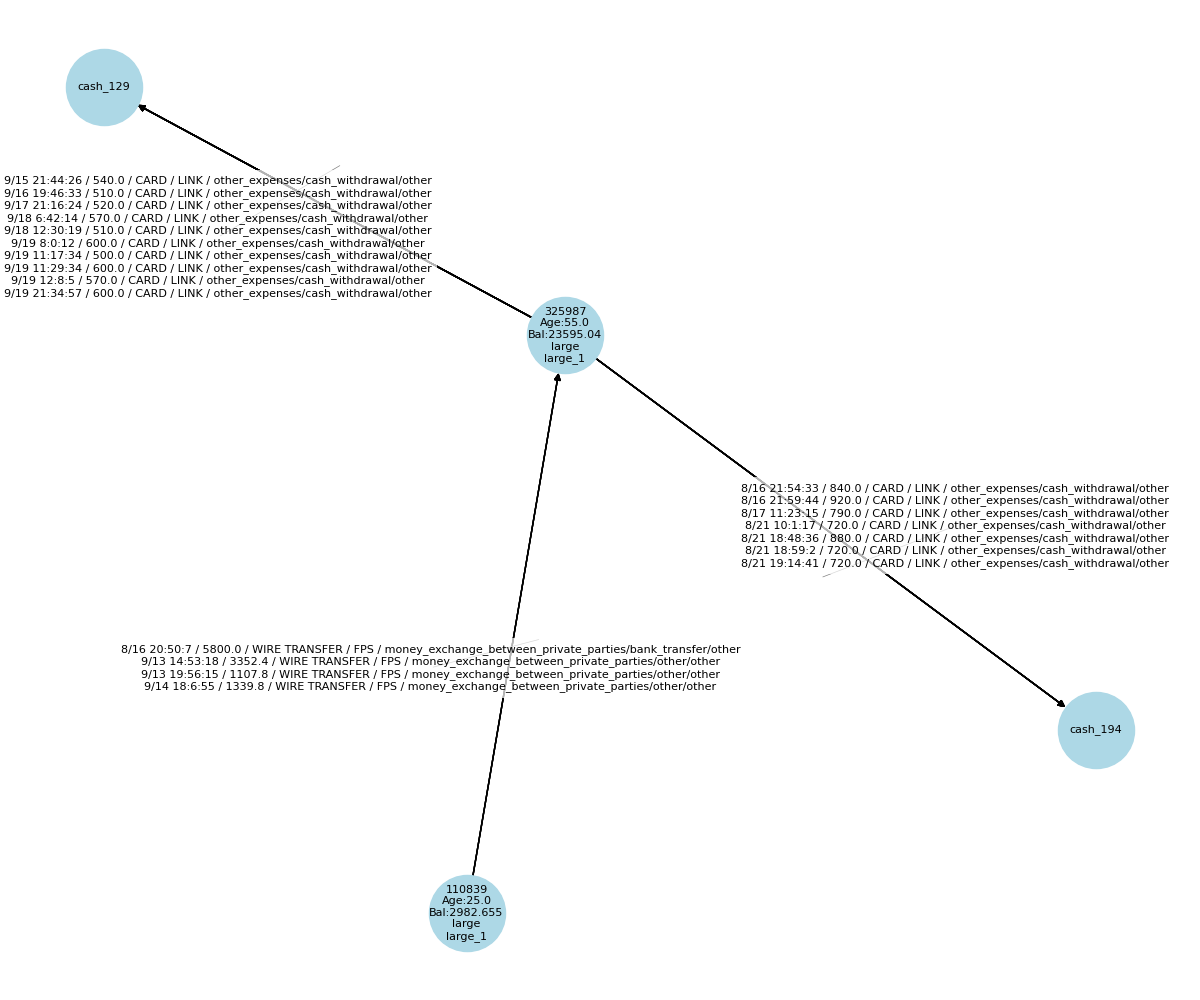 cash_129
9/15 21:44:26 / 540.0 / CARD / LINK / other_expenses/cash_withdrawal/other
9/16 19:46:33 / 510.0 / CARD / LINK / other_expenses/cash_withdrawal/other
9/17 21:16:24 / 520.0 / CARD / LINK / other_expenses/cash_withdrawal/other
9/18 6:42:14 / 570.0 / CARD / LINK / other_expenses/cash_withdrawal/other
9/18 12:30:19 / 510.0 / CARD / LINK / other_expenses/cash_withdrawal/other
9/19 8:0:12 / 600.0 / CARD / LINK / other_expenses/cash_withdrawal/other
9/19 11:17:34 / 500.0 / CARD / LINK / other_expenses/cash_withdrawal/other
9/19 11:29:34 / 600.0 / CARD / LINK / other_expenses/cash_withdrawal/other
9/19 12:8:5 / 570.0 / CARD / LINK / other_expenses/cash_withdrawal/other
9/19 21:34:57 / 600.0 / CARD / LINK / other_expenses/cash_withdrawal/other
325987
Age:55.0
Bal:23595.04
large
large_1
8/16 21:54:33 / 840.0 / CARD / LINK / other_expenses/cash_withdrawal/other
8/16 21:59:44 / 920.0 / CARD / LINK / other_expenses/cash_withdrawal/other
8/17 11:23:15 / 790.0 / CARD / LINK / other_expenses/cash_withdrawal/other
8/21 10:1:17 / 720.0 / CARD / LINK / other_expenses/cash_withdrawal/other
8/21 18:48:36 / 880.0 / CARD / LINK / other_expenses/cash_withdrawal/other
8/21 18:59:2 / 720.0 / CARD / LINK / other_expenses/cash_withdrawal/other
8/21 19:14:41 / 720.0 / CARD / LINK / other_expenses/cash_withdrawal/other
8/16 20:50:7 / 5800.0 / WIRE TRANSFER / FPS / money_exchange_between_private_parties/bank_transfer/other
9/13 14:53:18 / 3352.4 / WIRE TRANSFER / FPS / money_exchange_between_private_parties/other/other
9/13 19:56:15 / 1107.8 / WIRE TRANSFER / FPS / money_exchange_between_private_parties/other/other
9/14 18:6:55 / 1339.8 / WIRE TRANSFER / FPS / money_exchange_between_private_parties/other/other
cash_194
110839
Age:25.0
Bal:2982.655
large
large_1